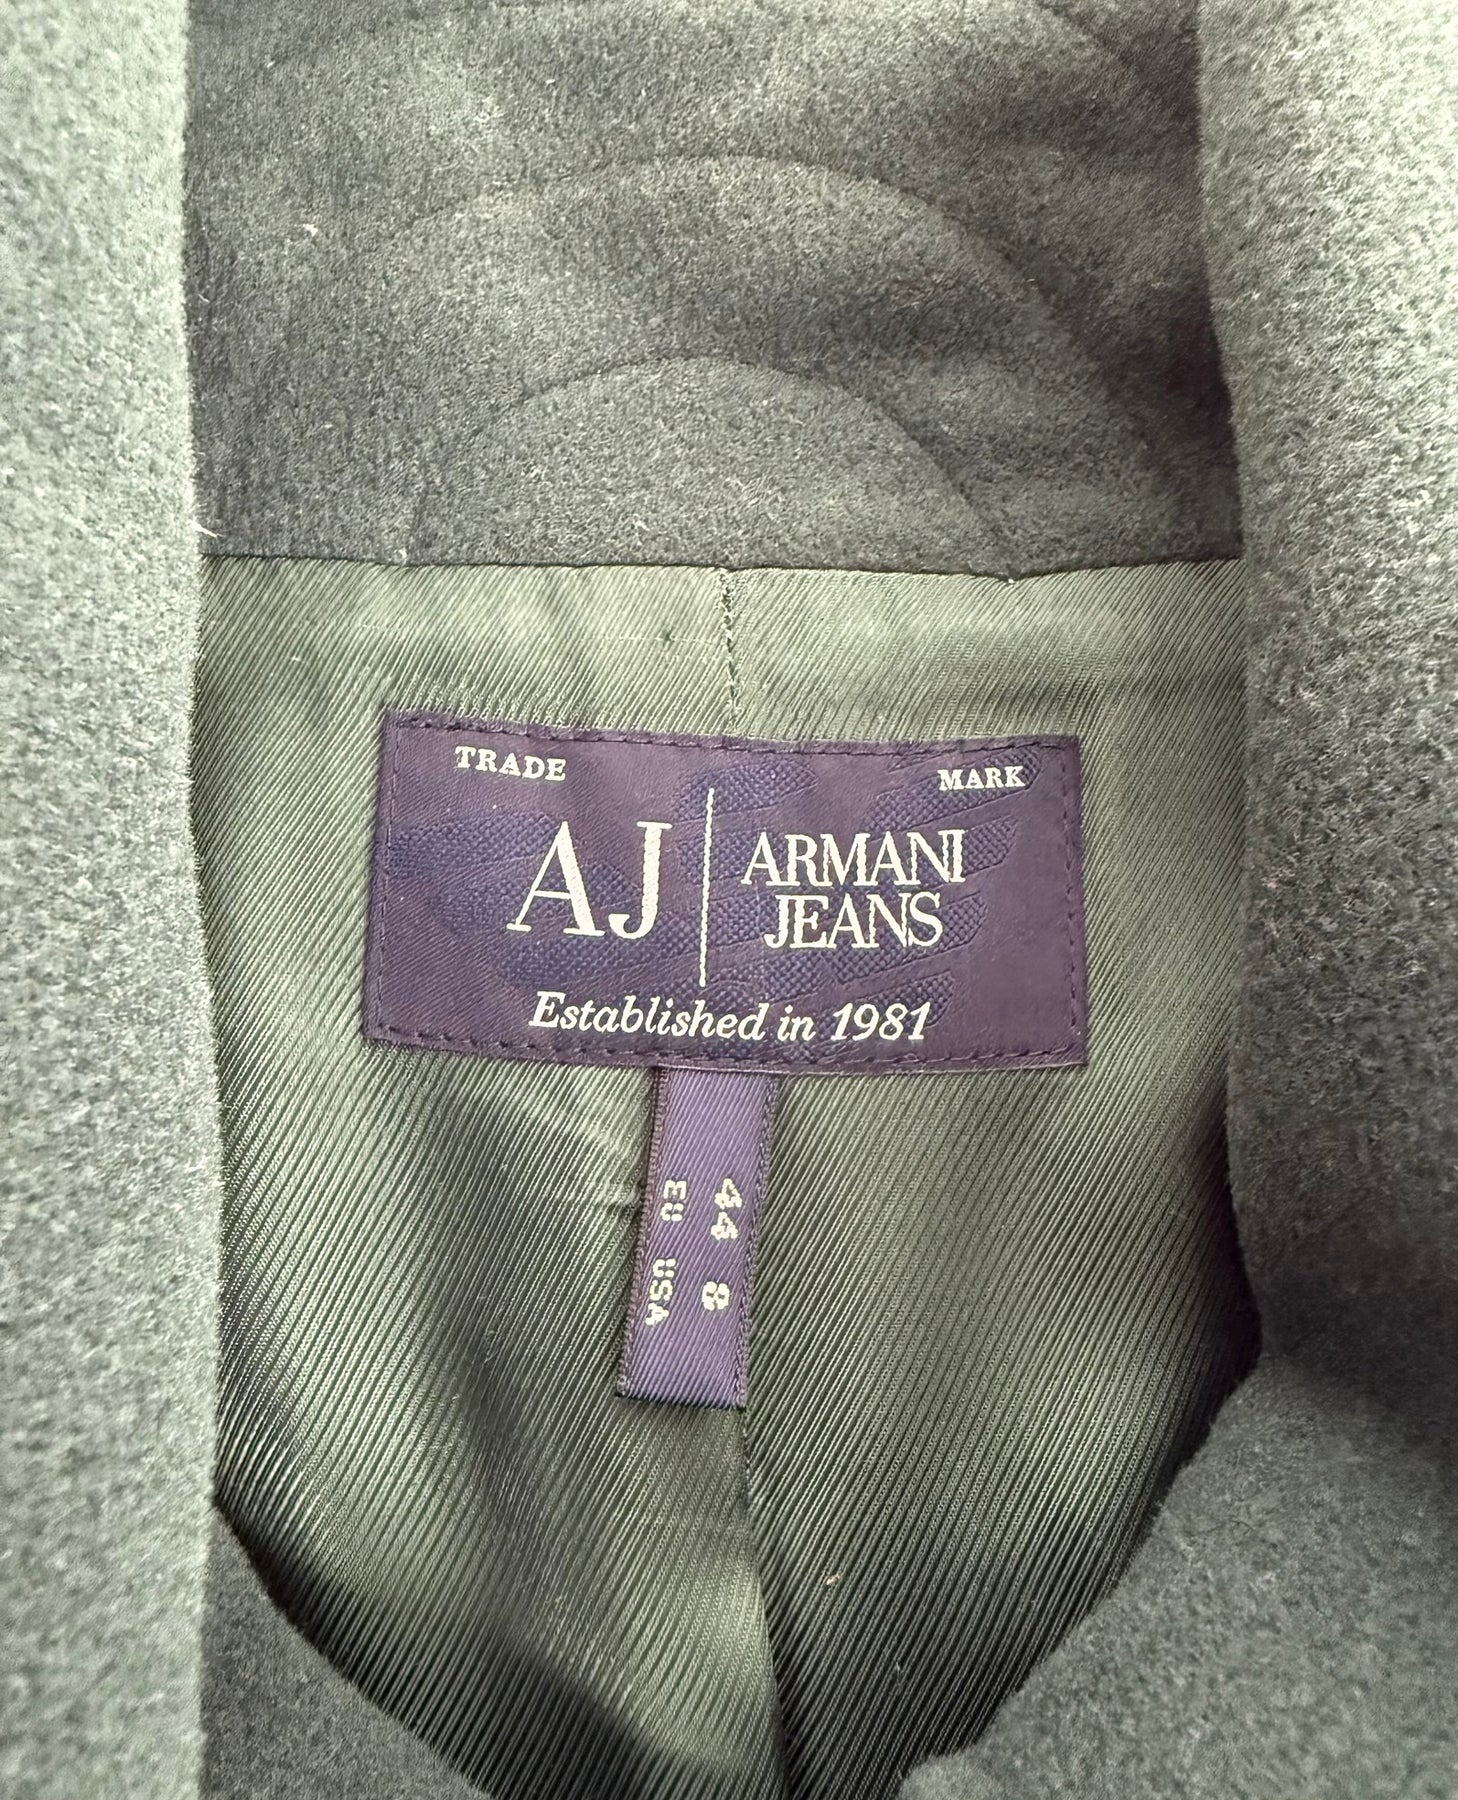 TRADE MARK
AJ
ARMANI
JEANS
Established in 1981
44 8
EU USA